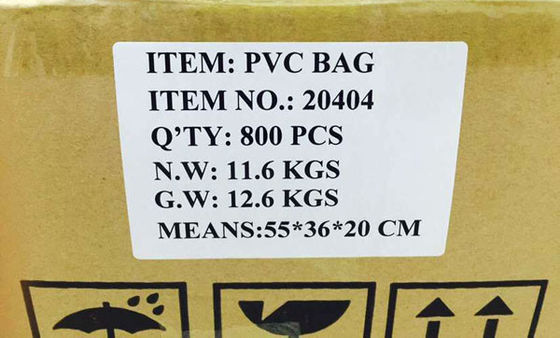 ITEM: PVC BAG
ITEM NO.: 20404
Q’TY: 800 PCS
N.W: 11.6 KGS
G.W: 12.6 KGS
MEANS:55*36*20 CM